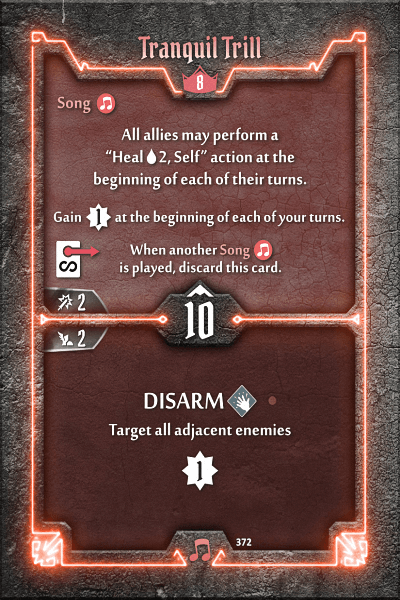 Tranquil Trill
8
Song
All allies may perform a
“Heal 2, Self” action at the
beginning of each of their turns.
Gain 1 at the beginning of each of your turns.
When another Song
is played, discard this card.
2
10
2
DISARM
Target all adjacent enemies
1
372